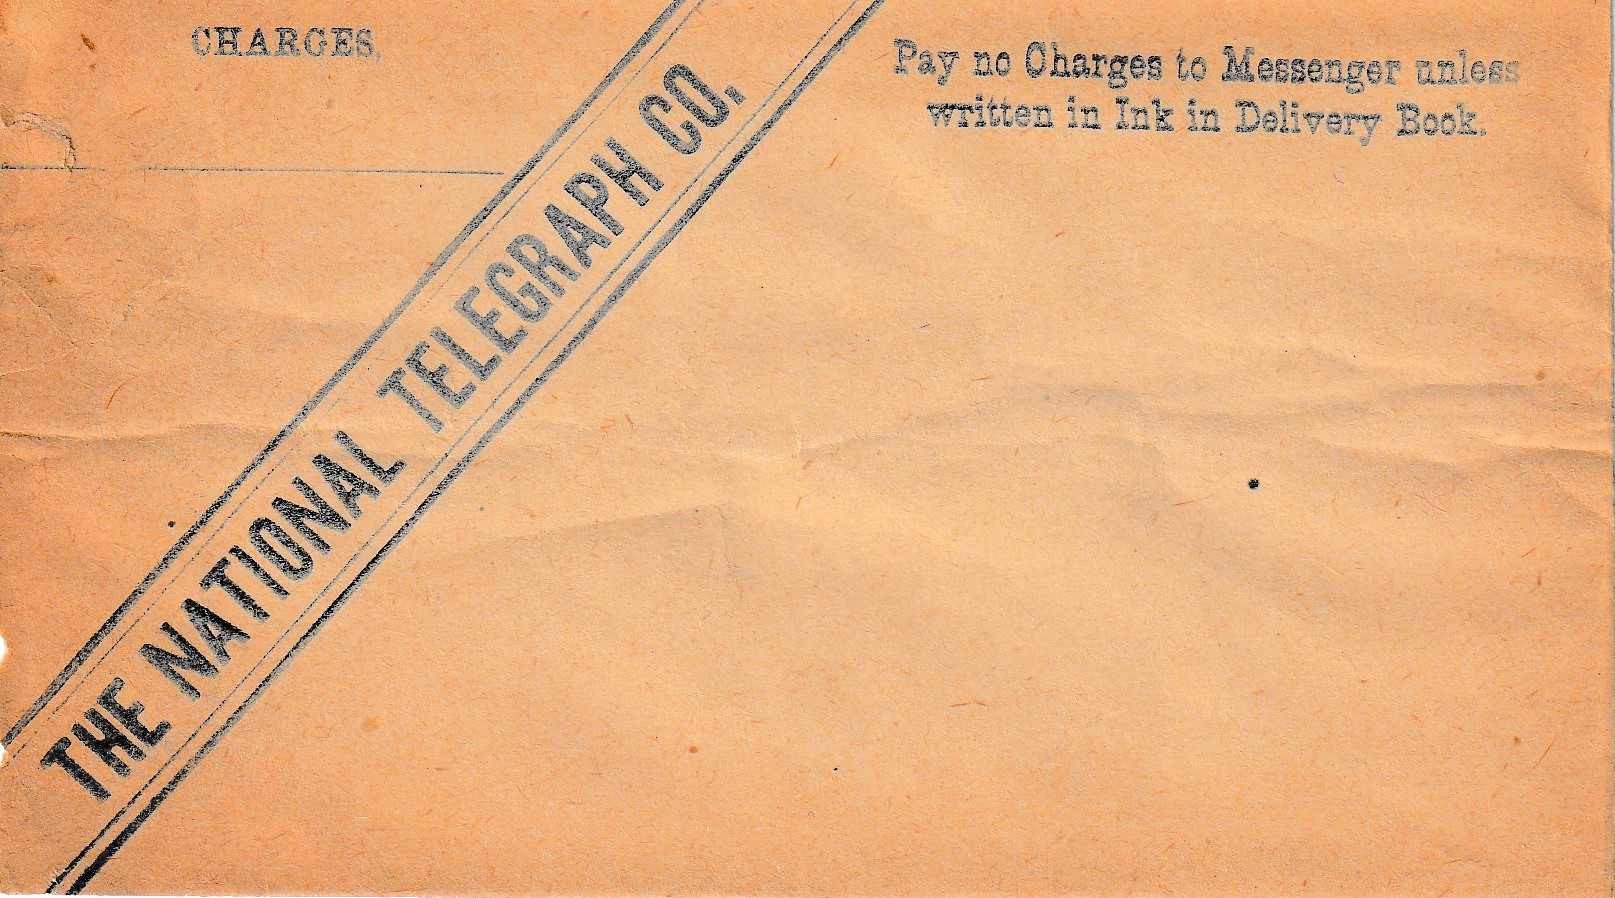 CHARGES,
Pay no Charges to Messenger unless
written in Ink in Delivery Book.
THE NATIONAL TELEGRAPH CO.